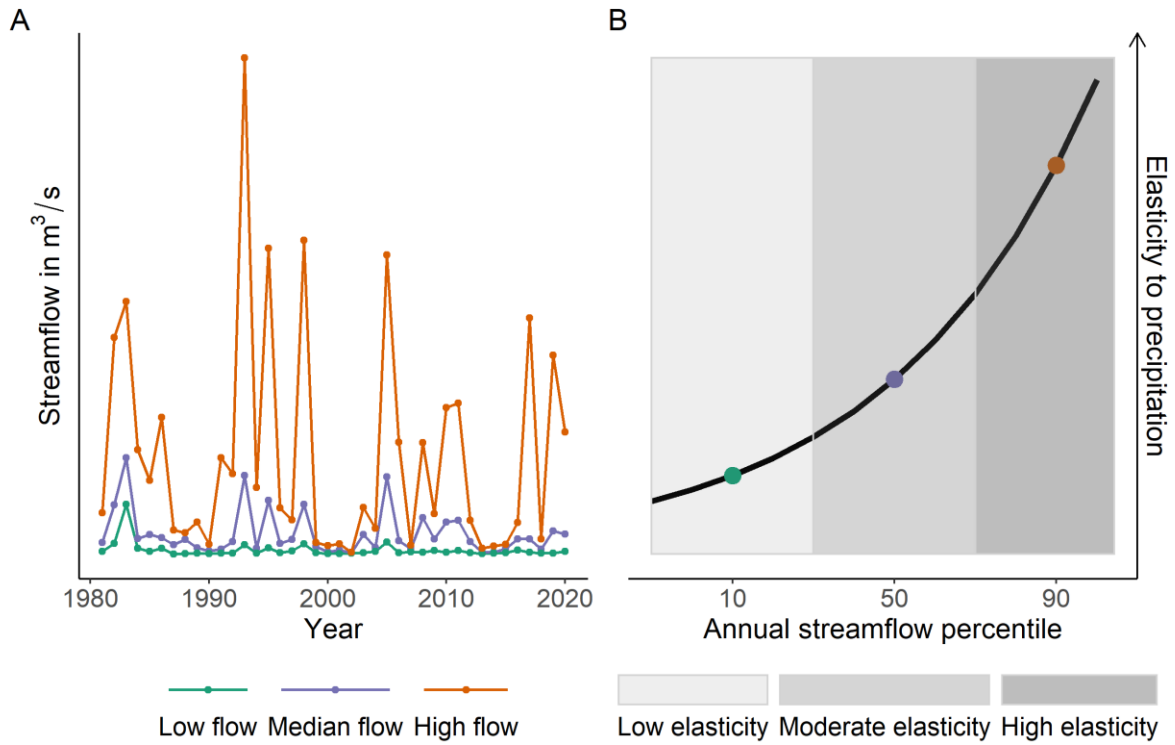 A
Streamflow in m³/s
1980 1990 2000 2010 2020
Year
Low flow Median flow High flow
B
Elasticity to precipitation
10 50 90
Annual streamflow percentile
Low elasticity Moderate elasticity High elasticity